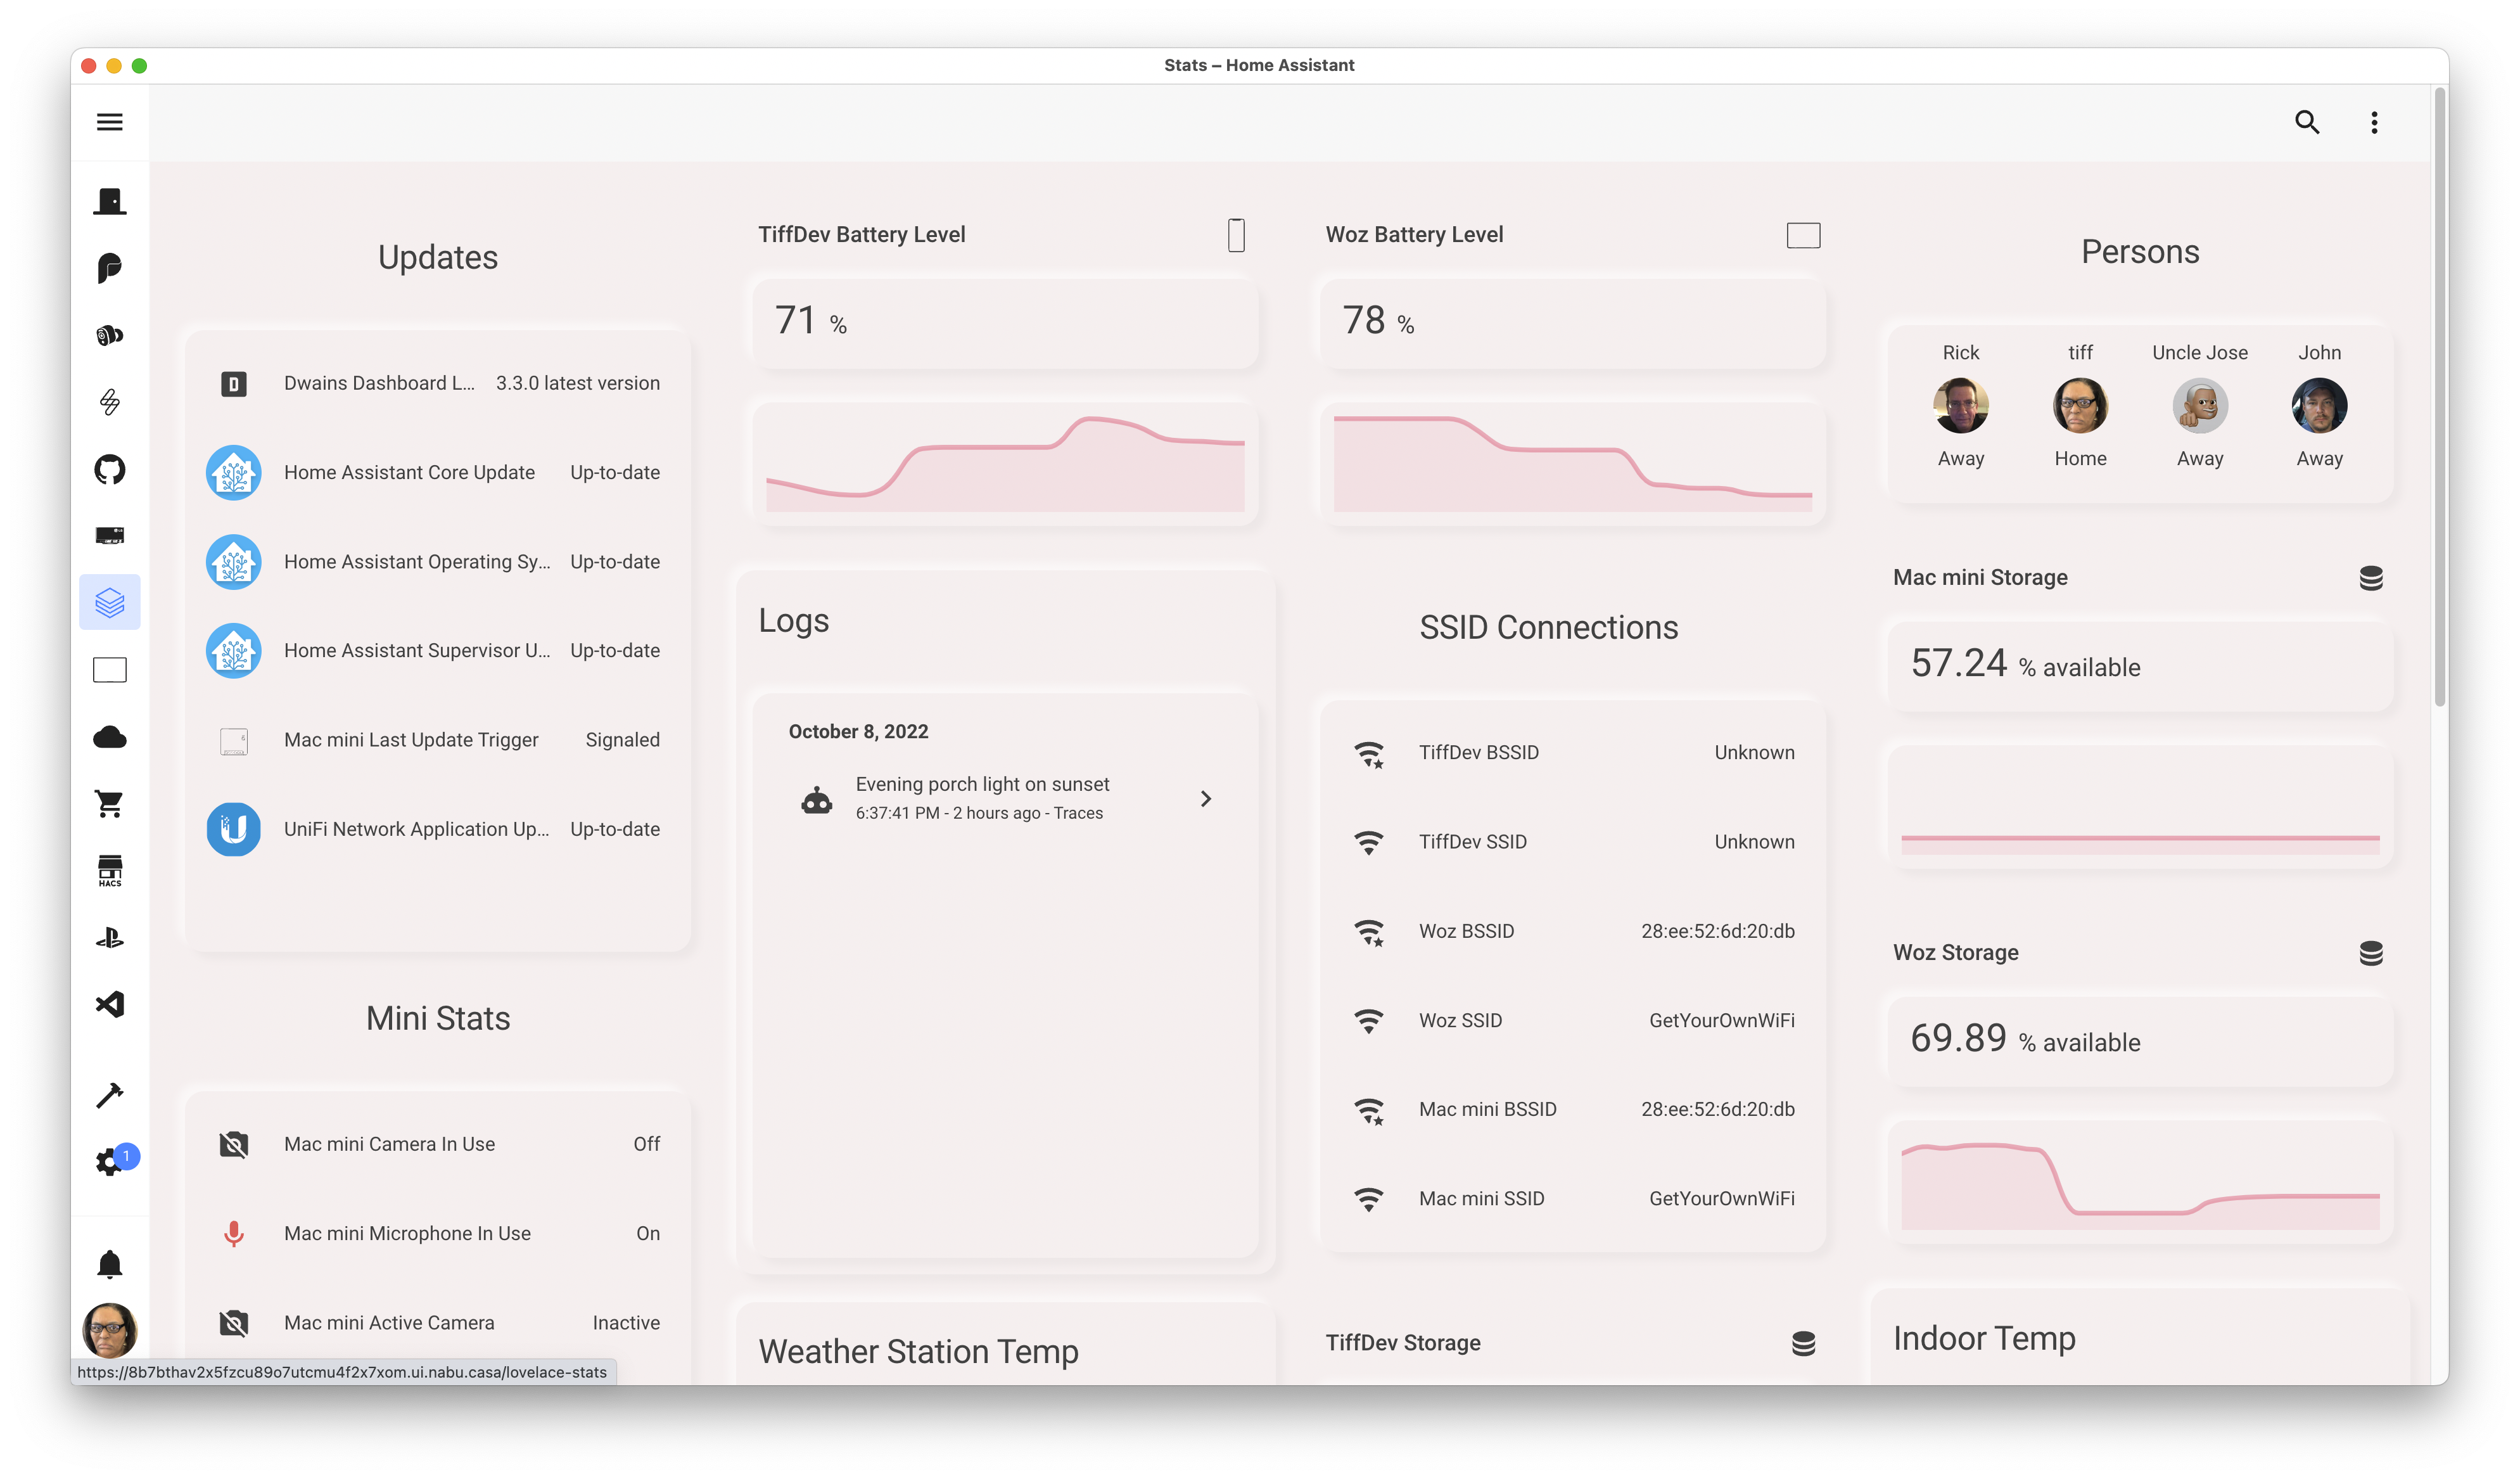 Stats – Home Assistant
Updates
Dwains Dashboard L... 3.3.0 latest version
Home Assistant Core Update Up-to-date
Home Assistant Operating Sy... Up-to-date
Home Assistant Supervisor U... Up-to-date
Mac mini Last Update Trigger Signaled
UniFi Network Application Up... Up-to-date
Mini Stats
Mac mini Camera In Use Off
Mac mini Microphone In Use On
Mac mini Active Camera Inactive
TiffDev Battery Level
71 %
Logs
October 8, 2022
Evening porch light on sunset
6:37:41 PM - 2 hours ago - Traces
Weather Station Temp
Woz Battery Level
78 %
SSID Connections
TiffDev BSSID Unknown
TiffDev SSID Unknown
Woz BSSID 28:ee:52:6d:20:db
Woz SSID GetYourOwnWiFi
Mac mini BSSID 28:ee:52:6d:20:db
Mac mini SSID GetYourOwnWiFi
TiffDev Storage
Persons
Rick tiff Uncle Jose John
Away Home Away Away
Mac mini Storage
57.24 % available
Woz Storage
69.89 % available
Indoor Temp
HACS
1
https://8b7bthav2x5fzcu89o7utcmu4f2x7xom.ui.nabu.casa/lovelace-stats